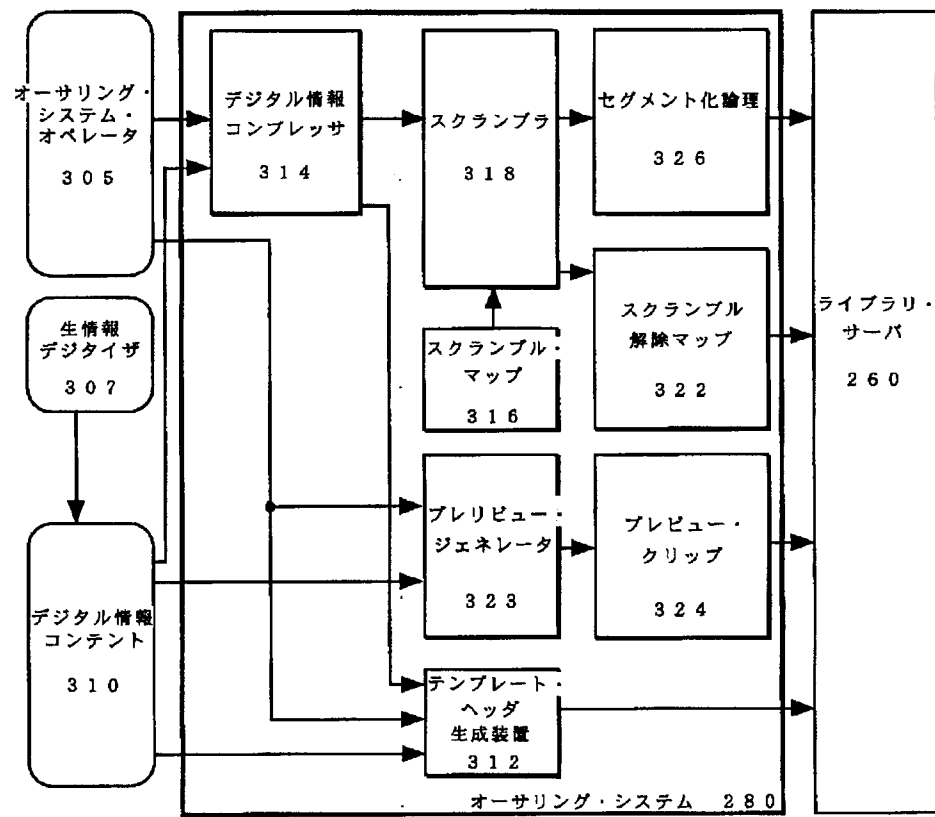 オーサリング・
システム・
オペレータ
305
生情報
デジタイザ
307
デジタル情報
コンテント
310
デジタル情報
コンプレッサ
314
スクランブラ
318
スクランブル・
マップ
316
プレリビュー・
ジェネレータ
323
テンプレート・
ヘッダ
生成装置
312
セグメント化論理
326
スクランブル
解除マップ
322
プレビュー・
クリップ
324
オーサリング・システム 280
ライブラリ・
サーバ
260